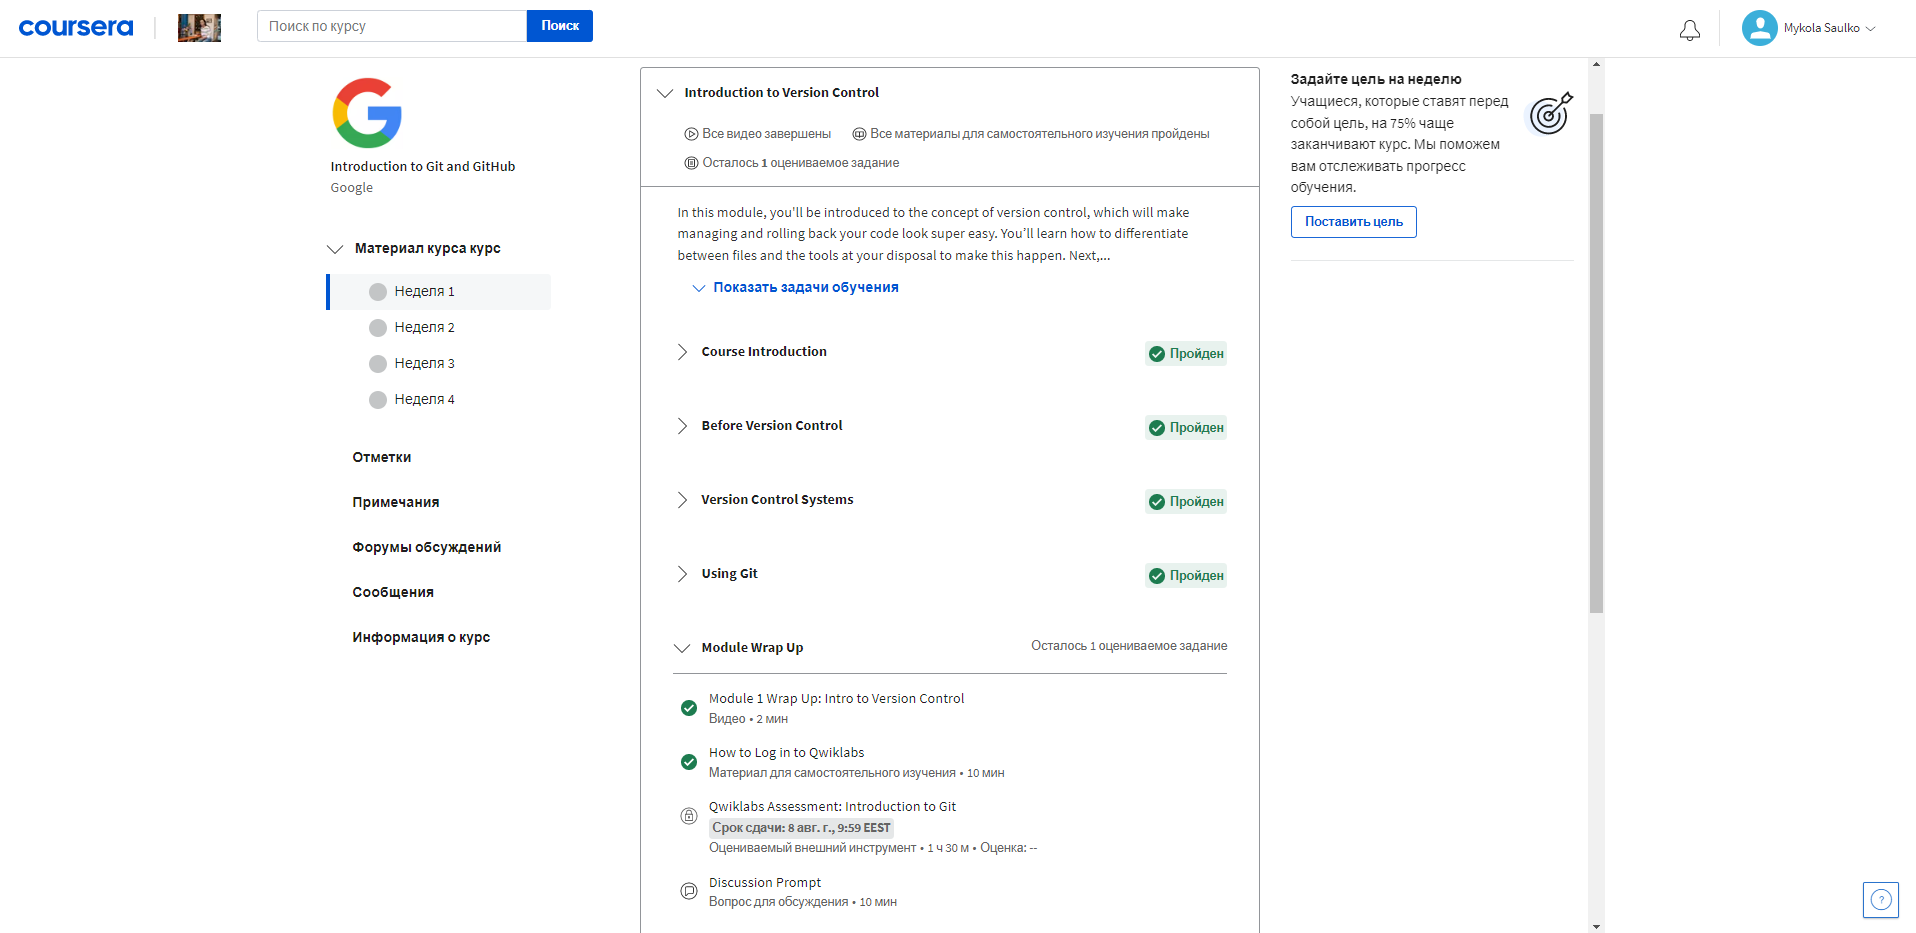 coursera
Поиск по курсу
Поиск
Mykola Saulko
Introduction to Git and GitHub
Google
Материал курса курс
Неделя 1
Неделя 2
Неделя 3
Неделя 4
Отметки
Примечания
Форумы обсуждений
Сообщения
Информация о курс
Introduction to Version Control
Все видео завершены
Все материалы для самостоятельного изучения пройдены
Осталось 1 оцениваемое задание
In this module, you'll be introduced to the concept of version control, which will make
managing and rolling back your code look super easy. You’ll learn how to differentiate
between files and the tools at your disposal to make this happen. Next,...
Показать задачи обучения
Course Introduction
Пройден
Before Version Control
Пройден
Version Control Systems
Пройден
Using Git
Пройден
Module Wrap Up
Осталось 1 оцениваемое задание
Module 1 Wrap Up: Intro to Version Control
Видео • 2 мин
How to Log in to Qwiklabs
Материал для самостоятельного изучения • 10 мин
Qwiklabs Assessment: Introduction to Git
Срок сдачи: 8 авг. г., 9:59 EEST
Оцениваемый внешний инструмент • 1 ч 30 м • Оценка: --
Discussion Prompt
Вопрос для обсуждения • 10 мин
Задайте цель на неделю
Учащиеся, которые ставят перед
собой цель, на 75% чаще
заканчивают курс. Мы поможем
вам отслеживать прогресс
обучения.
Поставить цель
?